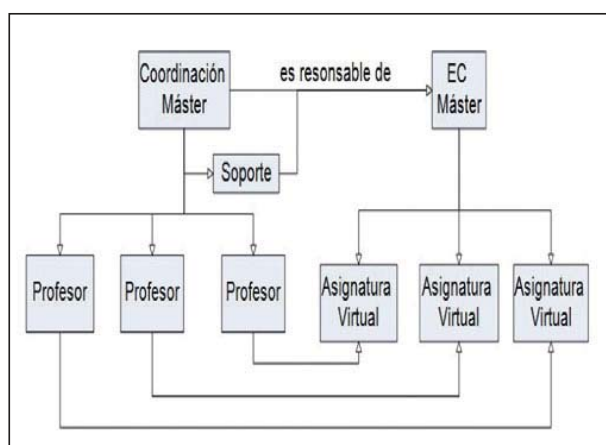 Coordinación
Máster
es resonsable de
EC
Máster
Soporte
Profesor
Profesor
Profesor
Asignatura
Virtual
Asignatura
Virtual
Asignatura
Virtual